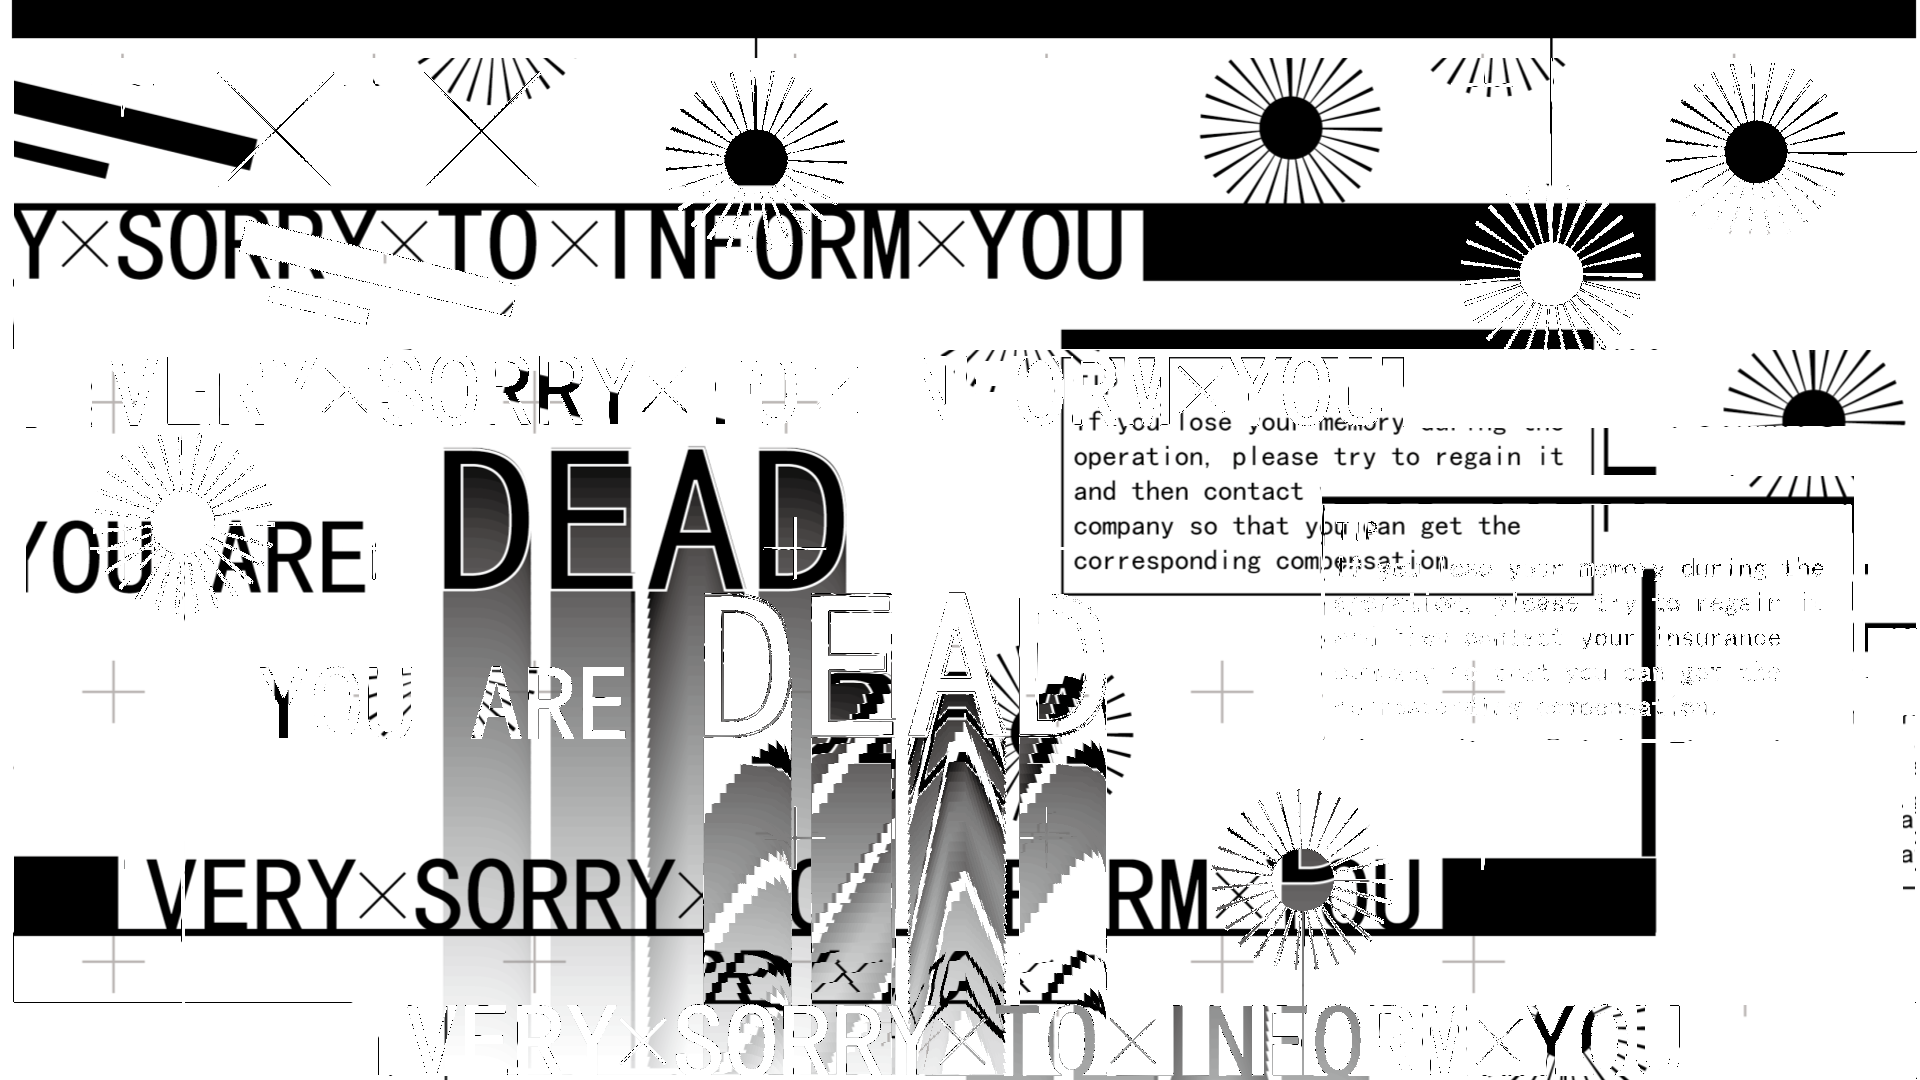 Y×SORRY×TO×INFORM×YOU
VERY×SORRY×TO× INFORM×YOU
If you lose your memory during the
operation, please try to regain it
and then contact
company so that you can get the
corresponding compensation.
DEAD
YOU ARE
If you lose your memory during the
operation, please try to regain it
and then contact your insurance
company so that you can get the
corresponding compensation.
DEAD
YOU ARE
VERY×SORRY× FORM×YOU
VERY×SORRY×TO×INFORM×YOU